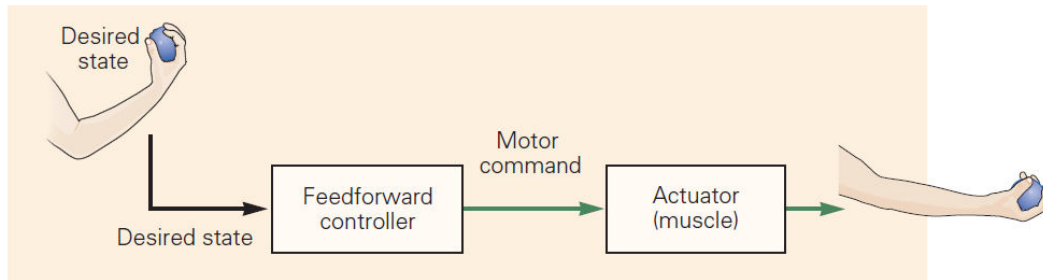 Desired
state
Desired state
Feedforward
controller
Motor
command
Actuator
(muscle)